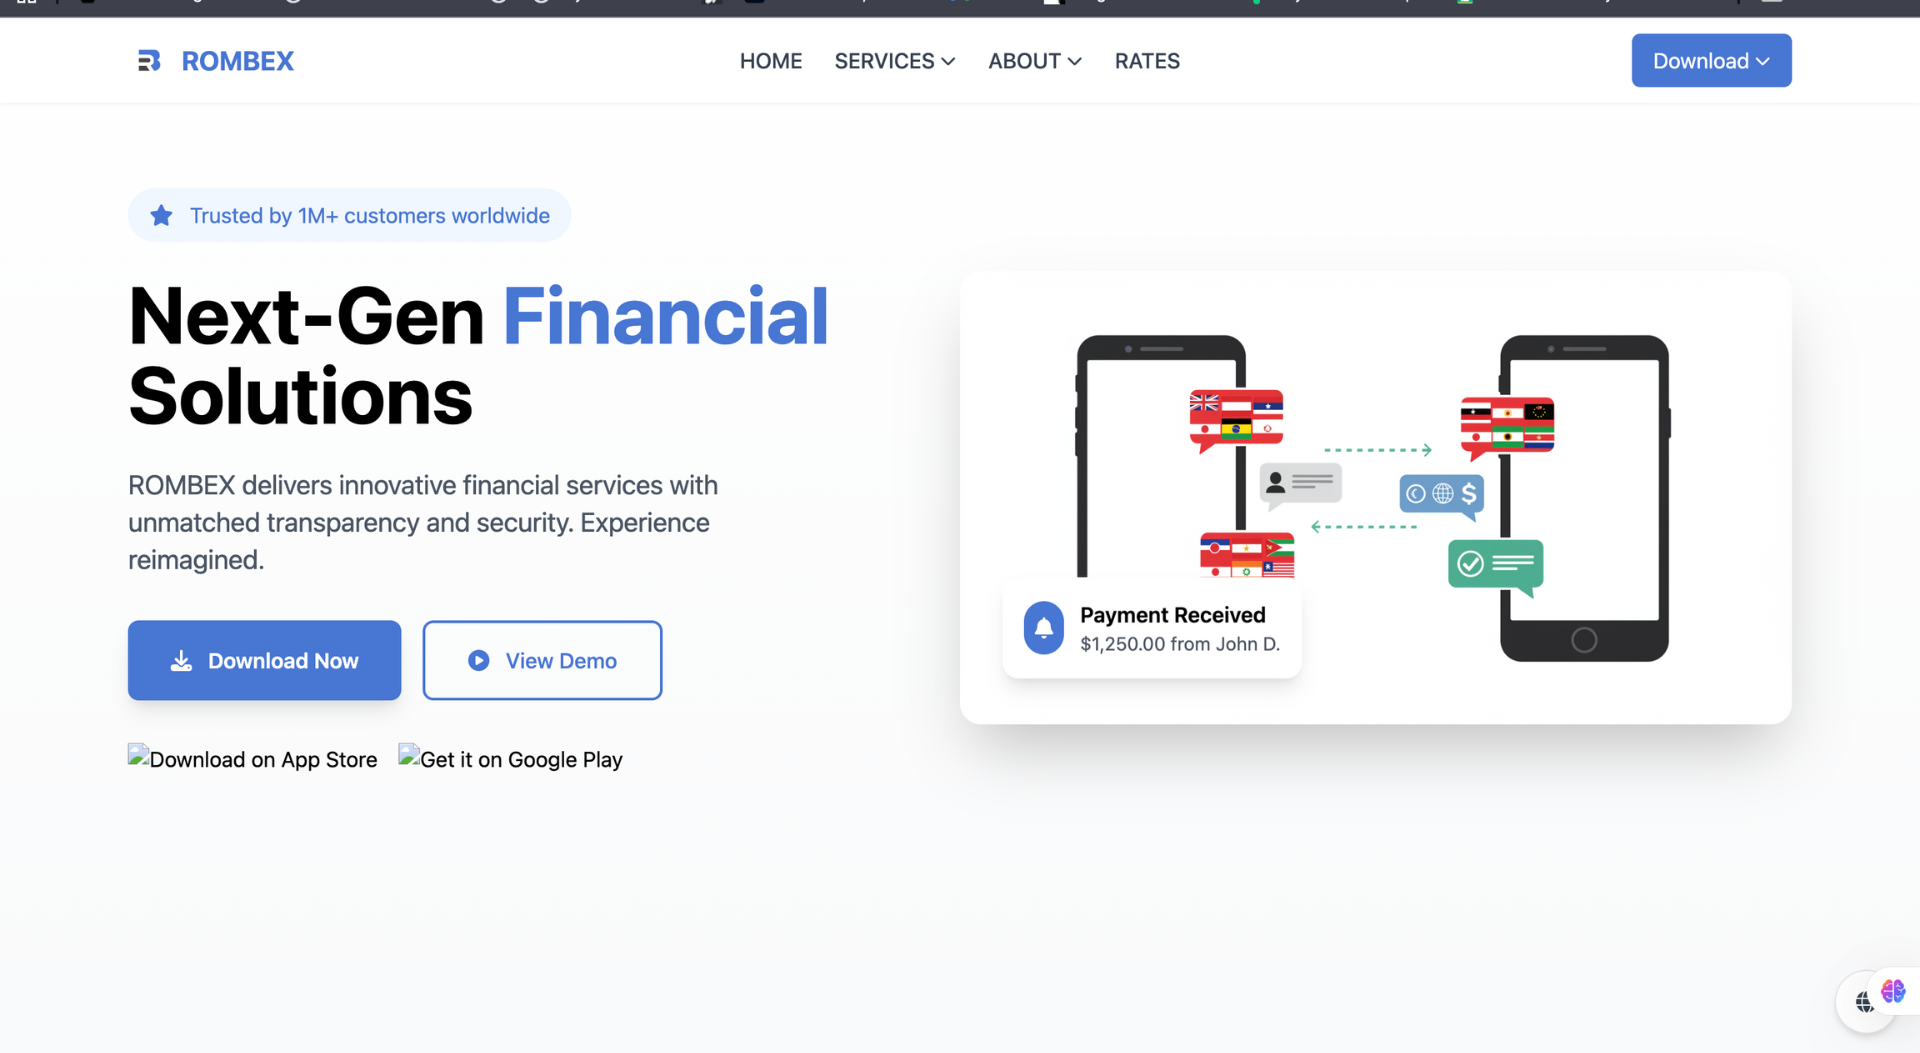 ROMBEX
HOME
SERVICES
ABOUT
RATES
Download
Trusted by 1M+ customers worldwide
Next-Gen Financial
Solutions
ROMBEX delivers innovative financial services with
unmatched transparency and security. Experience
reimagined.
Download Now
View Demo
Download on App Store
Get it on Google Play
$
Payment Received
$1,250.00 from John D.